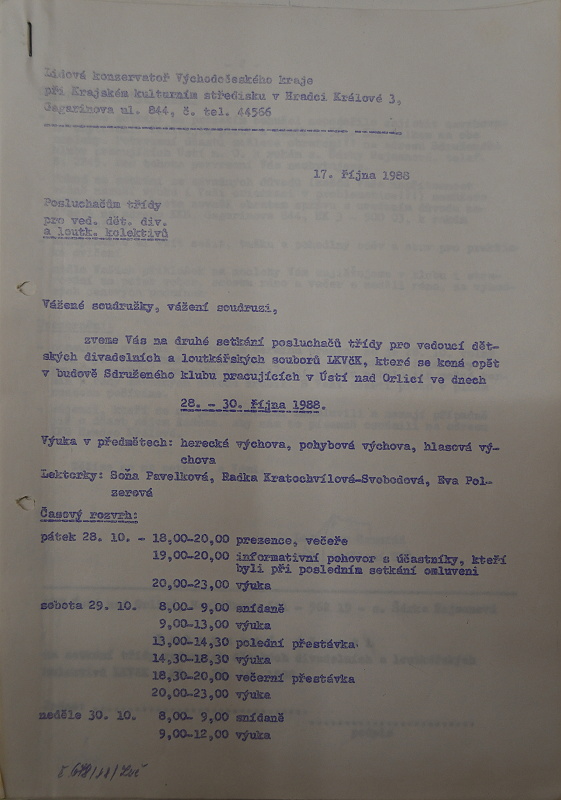 Lidová konservatoř Východočeského kraje
při Krajském kulturním středisku v Hradci Králové 3,
Gagarinova ul. 844, č. tel. 44566
17. října 1988
Posluchačům třídy
pro ved. dět. div.
a loutk. kolektivů
Vážené soudružky, vážení soudruzi,
zveme Vás na druhé setkání posluchačů třídy pro vedoucí dět-
ských divadelních a loutkářských souborů LKVčK, které se koná opět
v budově Sdruženého klubu pracujících v Ústí nad Orlicí ve dnech
28. - 30. října 1988.
Výuka v předmětech: herecká výchova, pohybová výchova, hlasová vý-
chova
Lektorky: Soňa Pavelková, Radka Kratochvílová-Svobodová, Eva Pol-
zerová
Časový rozvrh:
pátek 28. 10. - 18,00-20,00 prezence, večeře
19,00-20,00 informativní pohovor s účastníky, kteří
byli při posledním setkání omluveni
20,00-23,00 výuka
sobota 29. 10. 8,00- 9,00 snídaně
9,00-13,00 výuka
13,00-14,30 polední přestávka
14,30-18,30 výuka
18,30-20,00 večerní přestávka
20,00-23,00 výuka
neděle 30. 10. 8,00- 9,00 snídaně
9,00-12,00 výuka